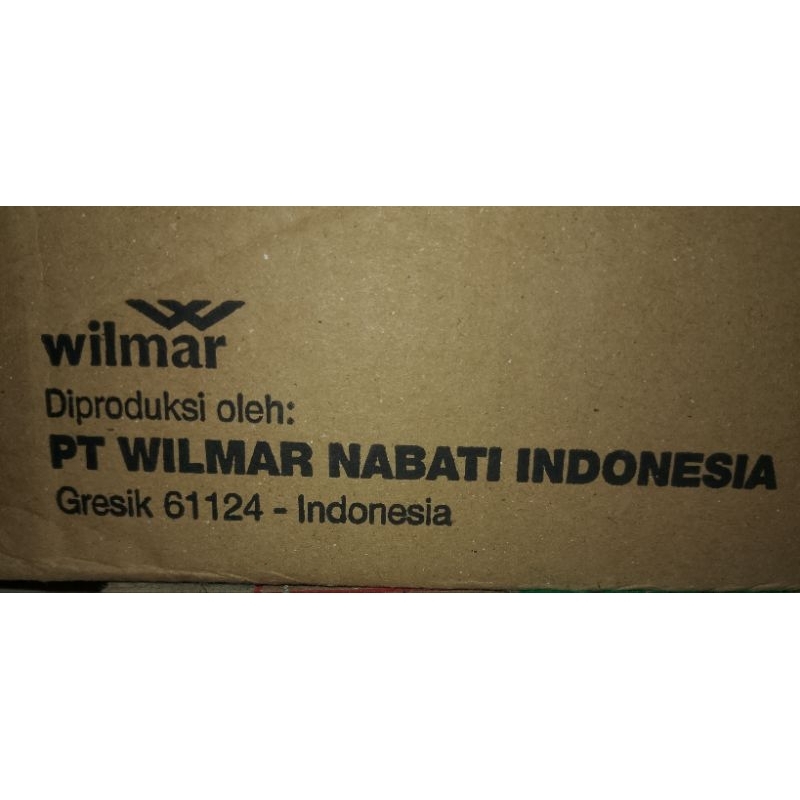 wilmar
Diproduksi oleh:
PT WILMAR NABATI INDONESIA
Gresik 61124 - Indonesia